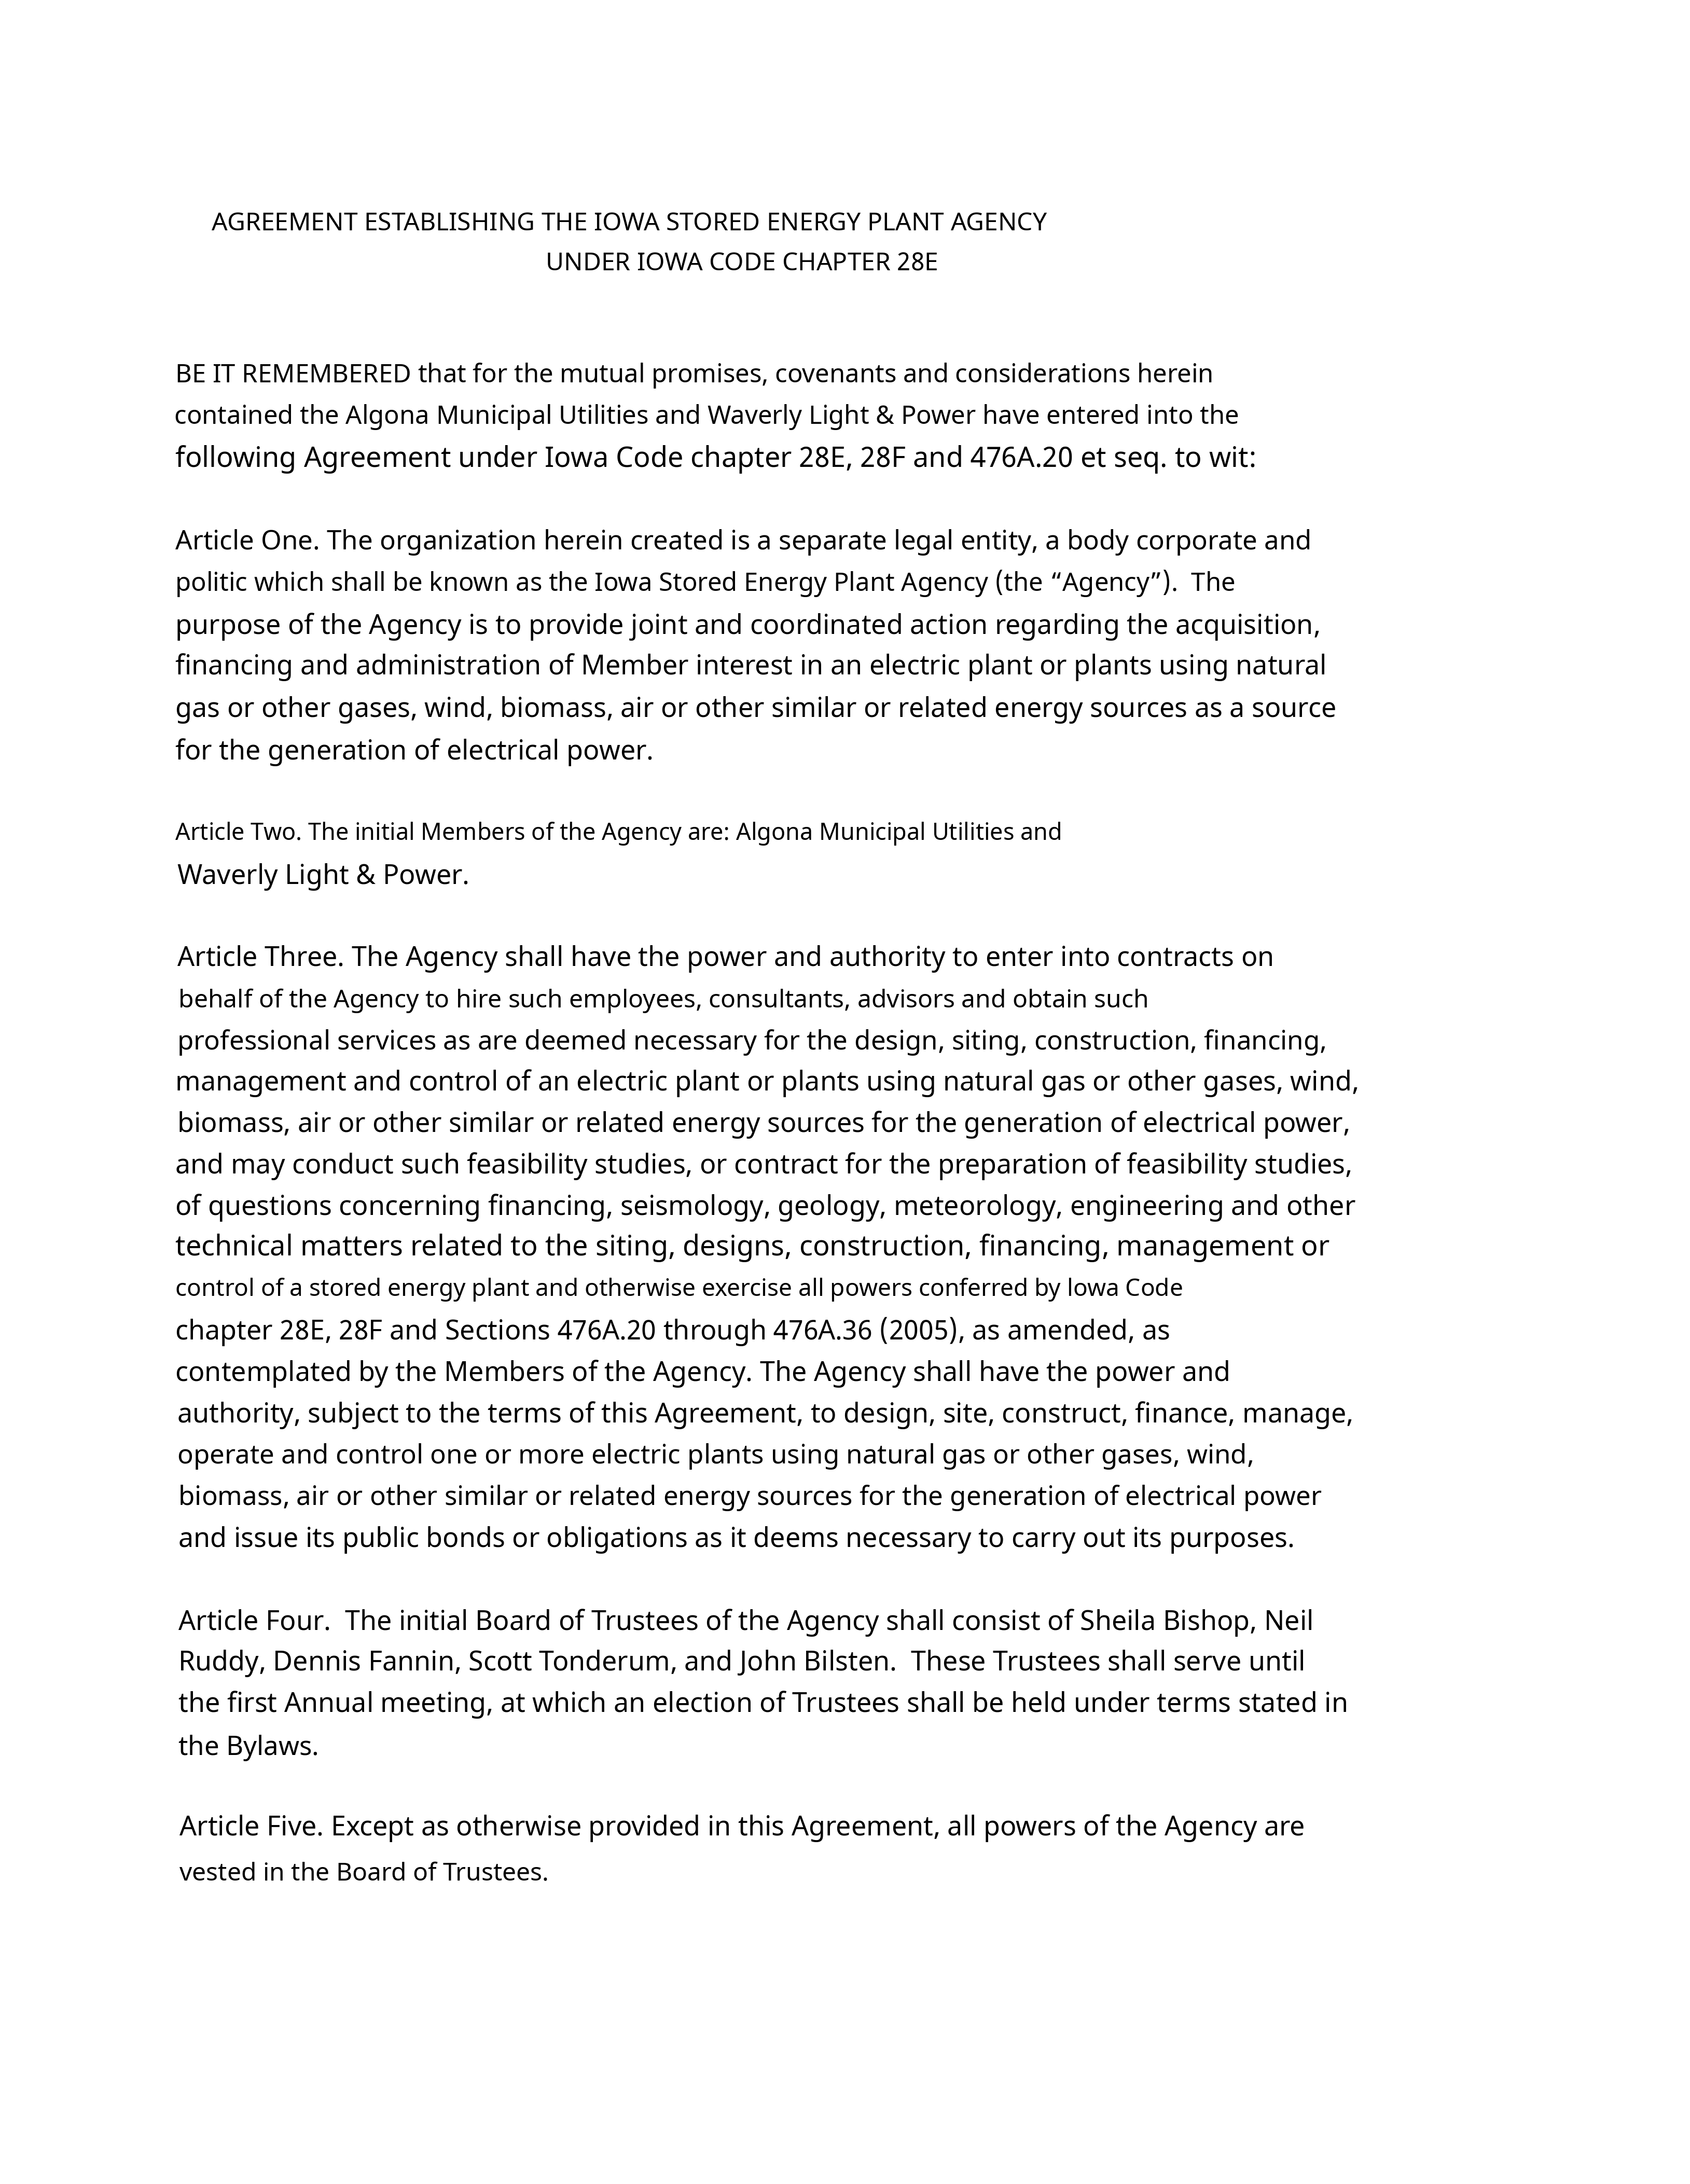 AGREEMENT ESTABLISHING THE IOWA STORED ENERGY PLANT AGENCY
UNDER IOWA CODE CHAPTER 28E
BE IT REMEMBERED that for the mutual promises, covenants and considerations herein
contained the Algona Municipal Utilities and Waverly Light & Power have entered into the
following Agreement under Iowa Code chapter 28E, 28F and 476A.20 et seq. to wit:
Article One. The organization herein created is a separate legal entity, a body corporate and
politic which shall be known as the Iowa Stored Energy Plant Agency (the “Agency”).  The
purpose of the Agency is to provide joint and coordinated action regarding the acquisition,
financing and administration of Member interest in an electric plant or plants using natural
gas or other gases, wind, biomass, air or other similar or related energy sources as a source
for the generation of electrical power.
Article Two. The initial Members of the Agency are: Algona Municipal Utilities and
Waverly Light & Power.
Article Three. The Agency shall have the power and authority to enter into contracts on
behalf of the Agency to hire such employees, consultants, advisors and obtain such
professional services as are deemed necessary for the design, siting, construction, financing,
management and control of an electric plant or plants using natural gas or other gases, wind,
biomass, air or other similar or related energy sources for the generation of electrical power,
and may conduct such feasibility studies, or contract for the preparation of feasibility studies,
of questions concerning financing, seismology, geology, meteorology, engineering and other
technical matters related to the siting, designs, construction, financing, management or
control of a stored energy plant and otherwise exercise all powers conferred by lowa Code
chapter 28E, 28F and Sections 476A.20 through 476A.36 (2005), as amended, as
contemplated by the Members of the Agency. The Agency shall have the power and
authority, subject to the terms of this Agreement, to design, site, construct, finance, manage,
operate and control one or more electric plants using natural gas or other gases, wind,
biomass, air or other similar or related energy sources for the generation of electrical power
and issue its public bonds or obligations as it deems necessary to carry out its purposes.
Article Four.  The initial Board of Trustees of the Agency shall consist of Sheila Bishop, Neil
Ruddy, Dennis Fannin, Scott Tonderum, and John Bilsten.  These Trustees shall serve until
the first Annual meeting, at which an election of Trustees shall be held under terms stated in
the Bylaws.
Article Five. Except as otherwise provided in this Agreement, all powers of the Agency are
vested in the Board of Trustees.